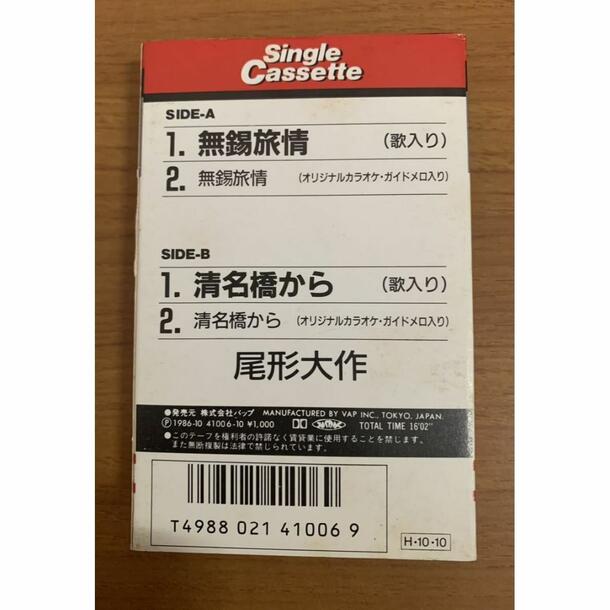 Single
Cassette
SIDE-A
1. 無錫旅情 (歌入り)
2. 無錫旅情 (オリジナルカラオケ・ガイドメロ入り)
SIDE-B
1. 清名橋から (歌入り)
2. 清名橋から (オリジナルカラオケ・ガイドメロ入り)
尾形大作
●発売元 株式会社バップ MANUFACTURED BY VAP INC., TOKYO, JAPAN.
Ⓟ1986-10 41006-10 ¥1,000 TOTAL TIME 16'02"
●このテープを権利者の許諾なく賃貸業に使用することを禁じます。
また無断複製は法律で禁じられています。
T4988 021 41006 9
H・10・10